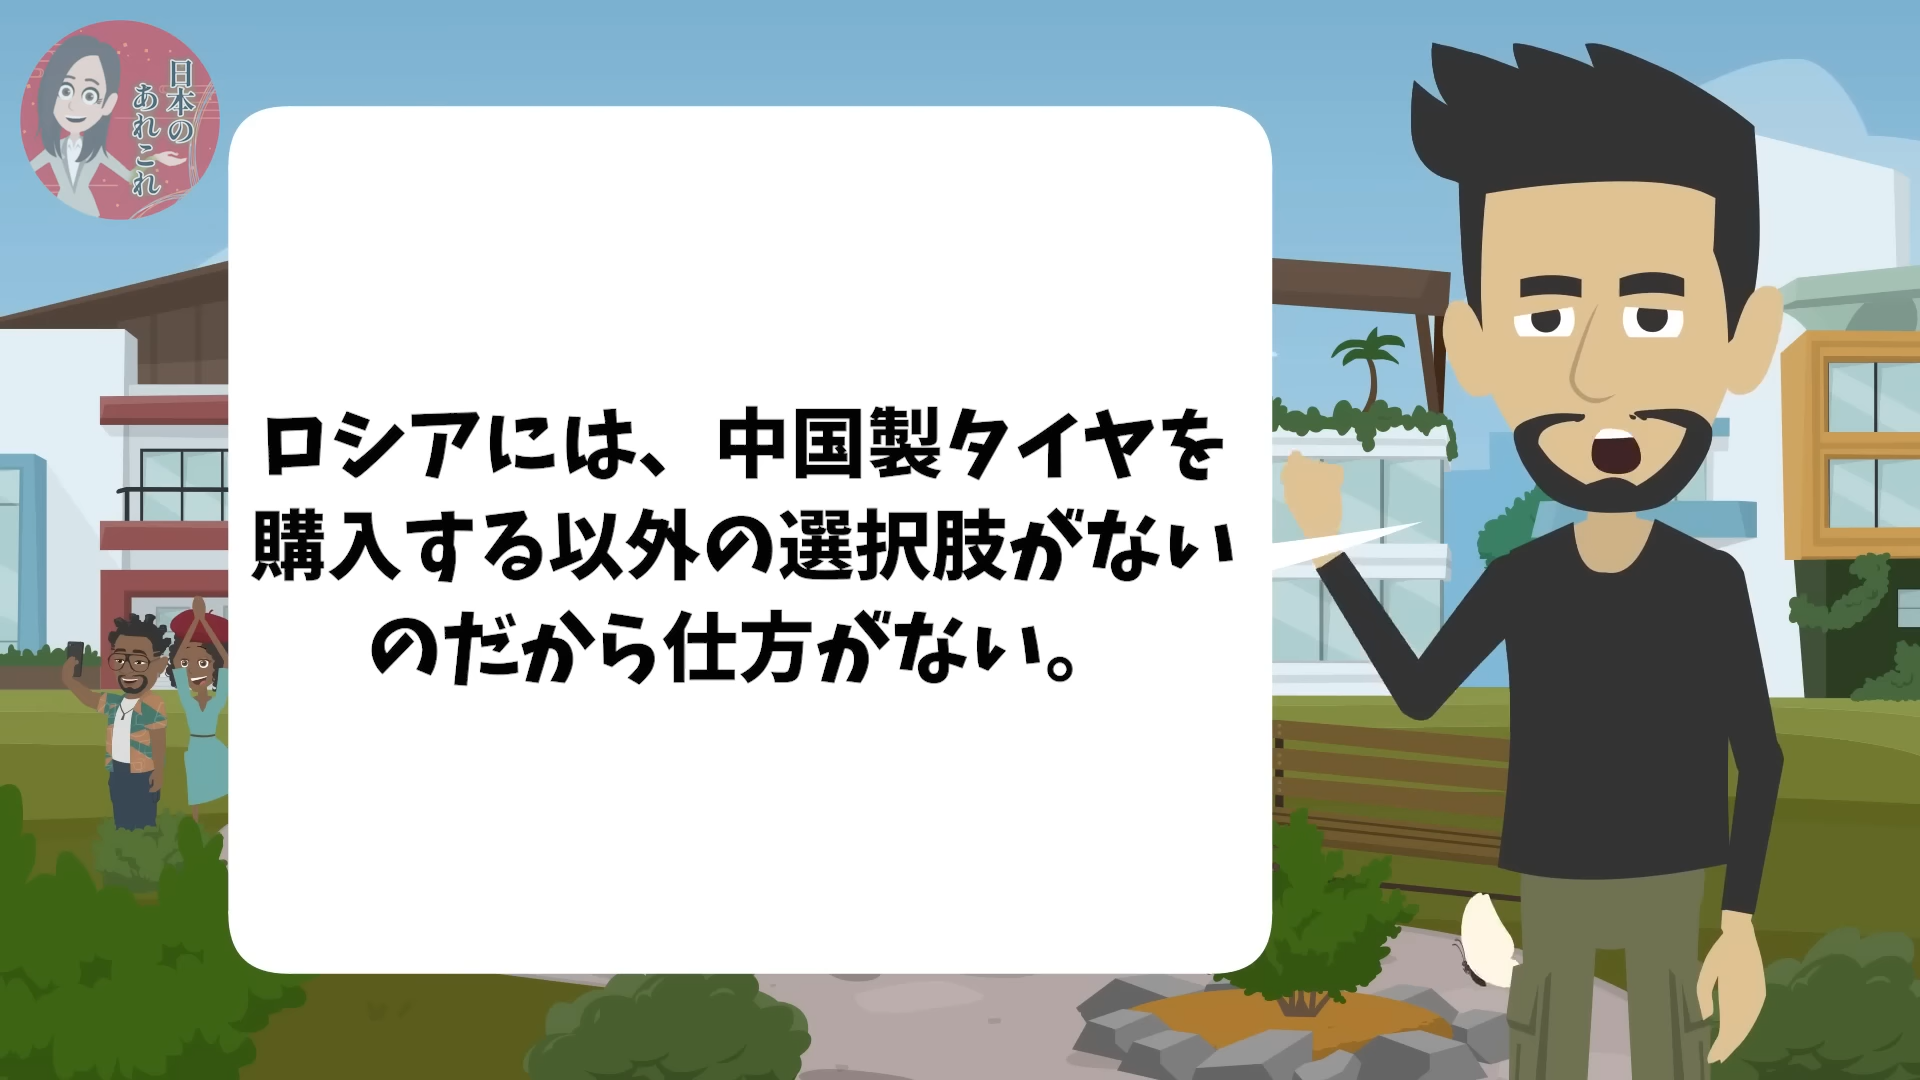 日本の
あれこれ
ロシアには、中国製タイヤを
購入する以外の選択肢がない
のだから仕方がない。